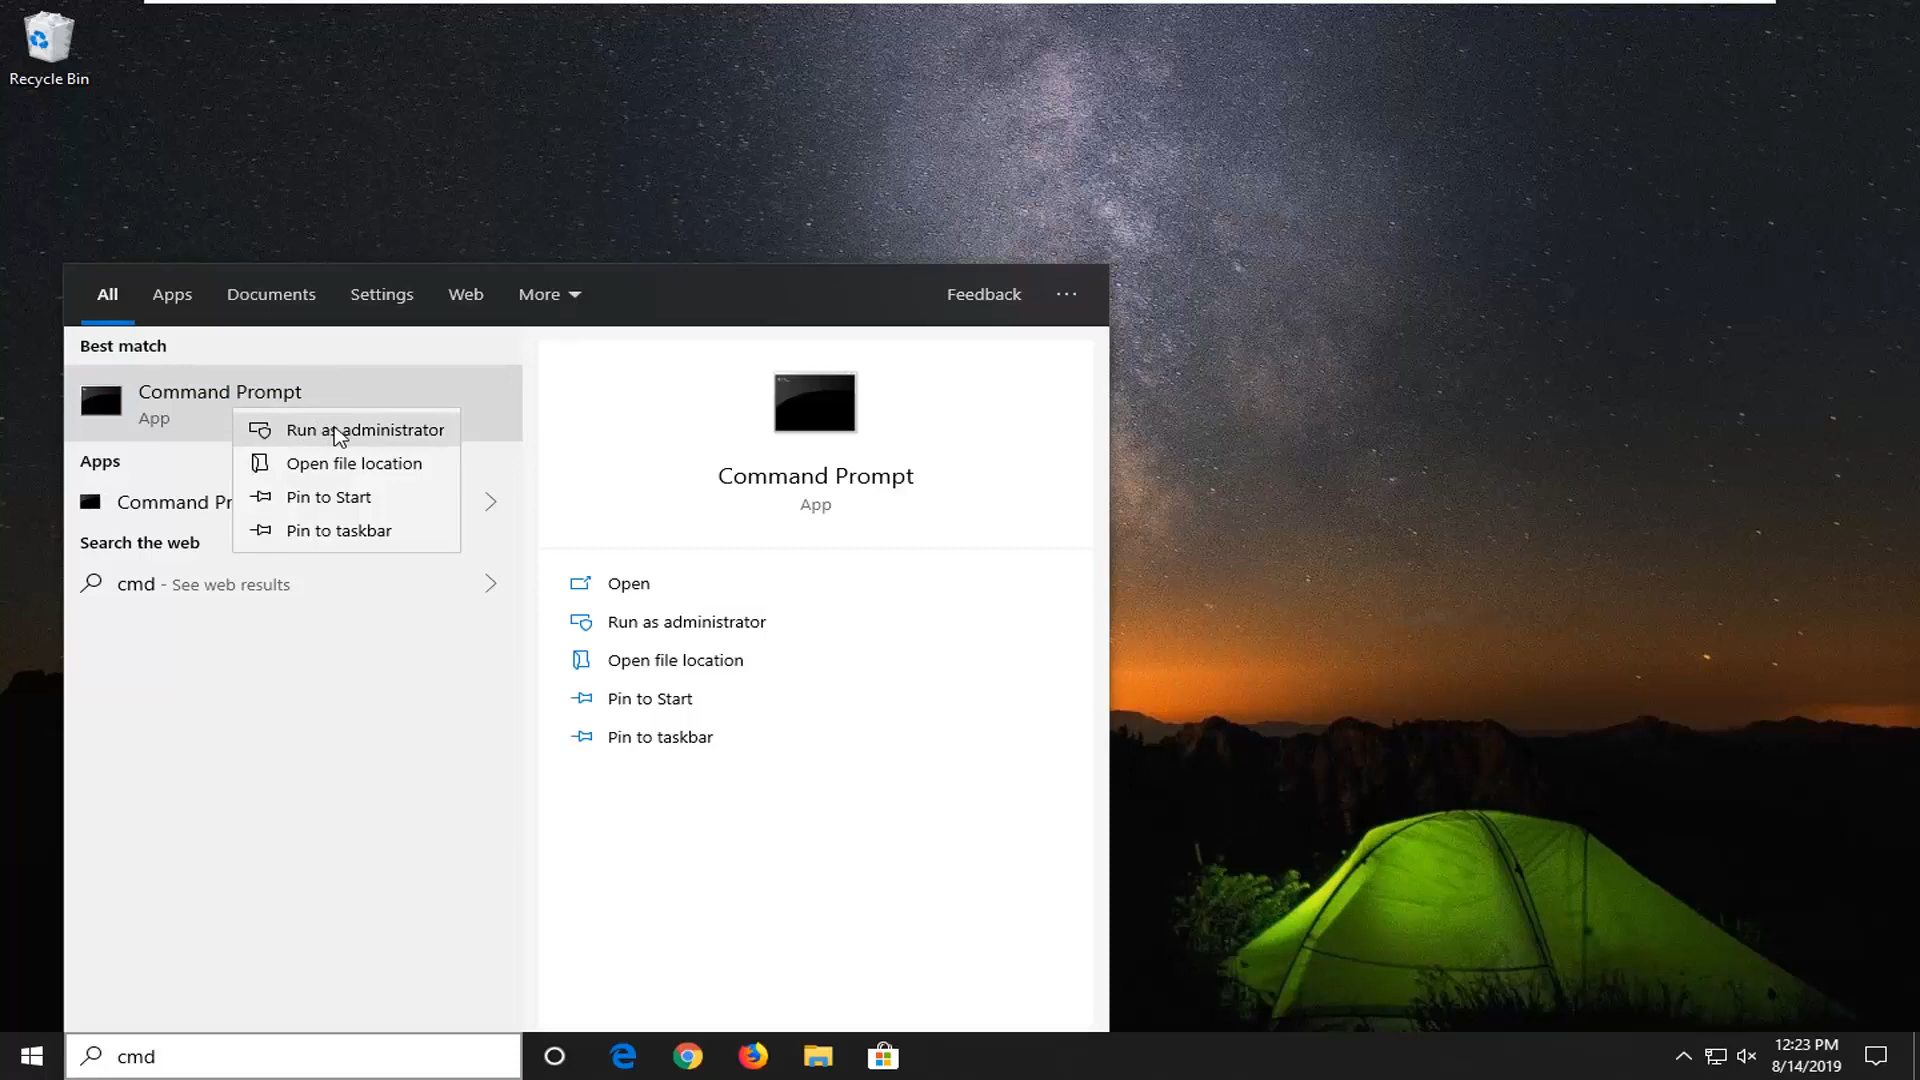 Recycle Bin
All Apps Documents Settings Web More Feedback ...
Best match
Command Prompt
App
Run as administrator
Open file location
Pin to Start
Pin to taskbar
Apps
Command Pr
Search the web
cmd - See web results
Command Prompt
App
Open
Run as administrator
Open file location
Pin to Start
Pin to taskbar
cmd
12:23 PM
8/14/2019